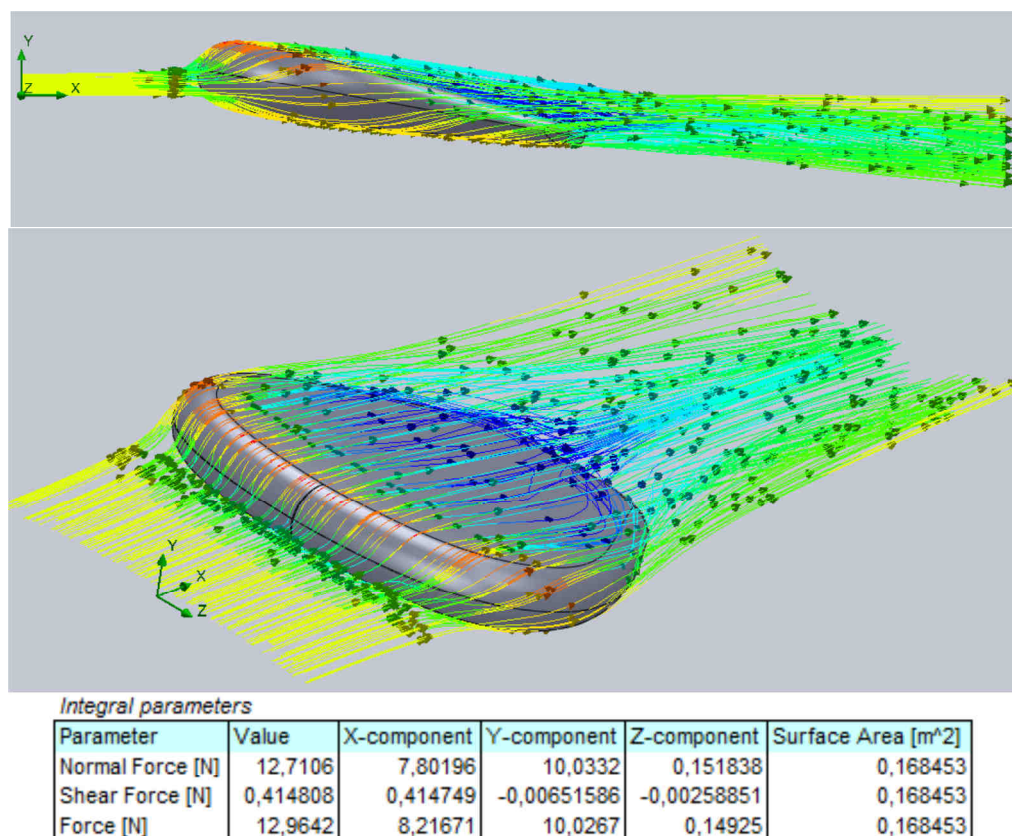 Y
Z X
Y
X
Z
Integral parameters
Parameter Value X-component Y-component Z-component Surface Area [m^2]
Normal Force [N] 12,7106 7,80196 10,0332 0,151838 0,168453
Shear Force [N] 0,414808 0,414749 -0,00651586 -0,00258851 0,168453
Force [N] 12,9642 8,21671 10,0267 0,14925 0,168453